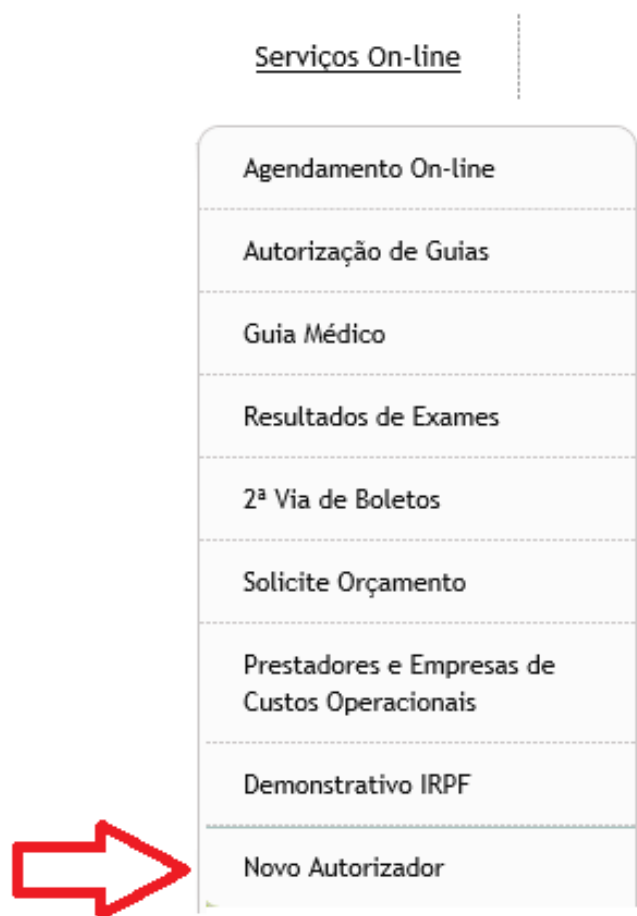 Serviços On-line
Agendamento On-line
Autorização de Guias
Guia Médico
Resultados de Exames
2ª Via de Boletos
Solicite Orçamento
Prestadores e Empresas de
Custos Operacionais
Demonstrativo IRPF
Novo Autorizador